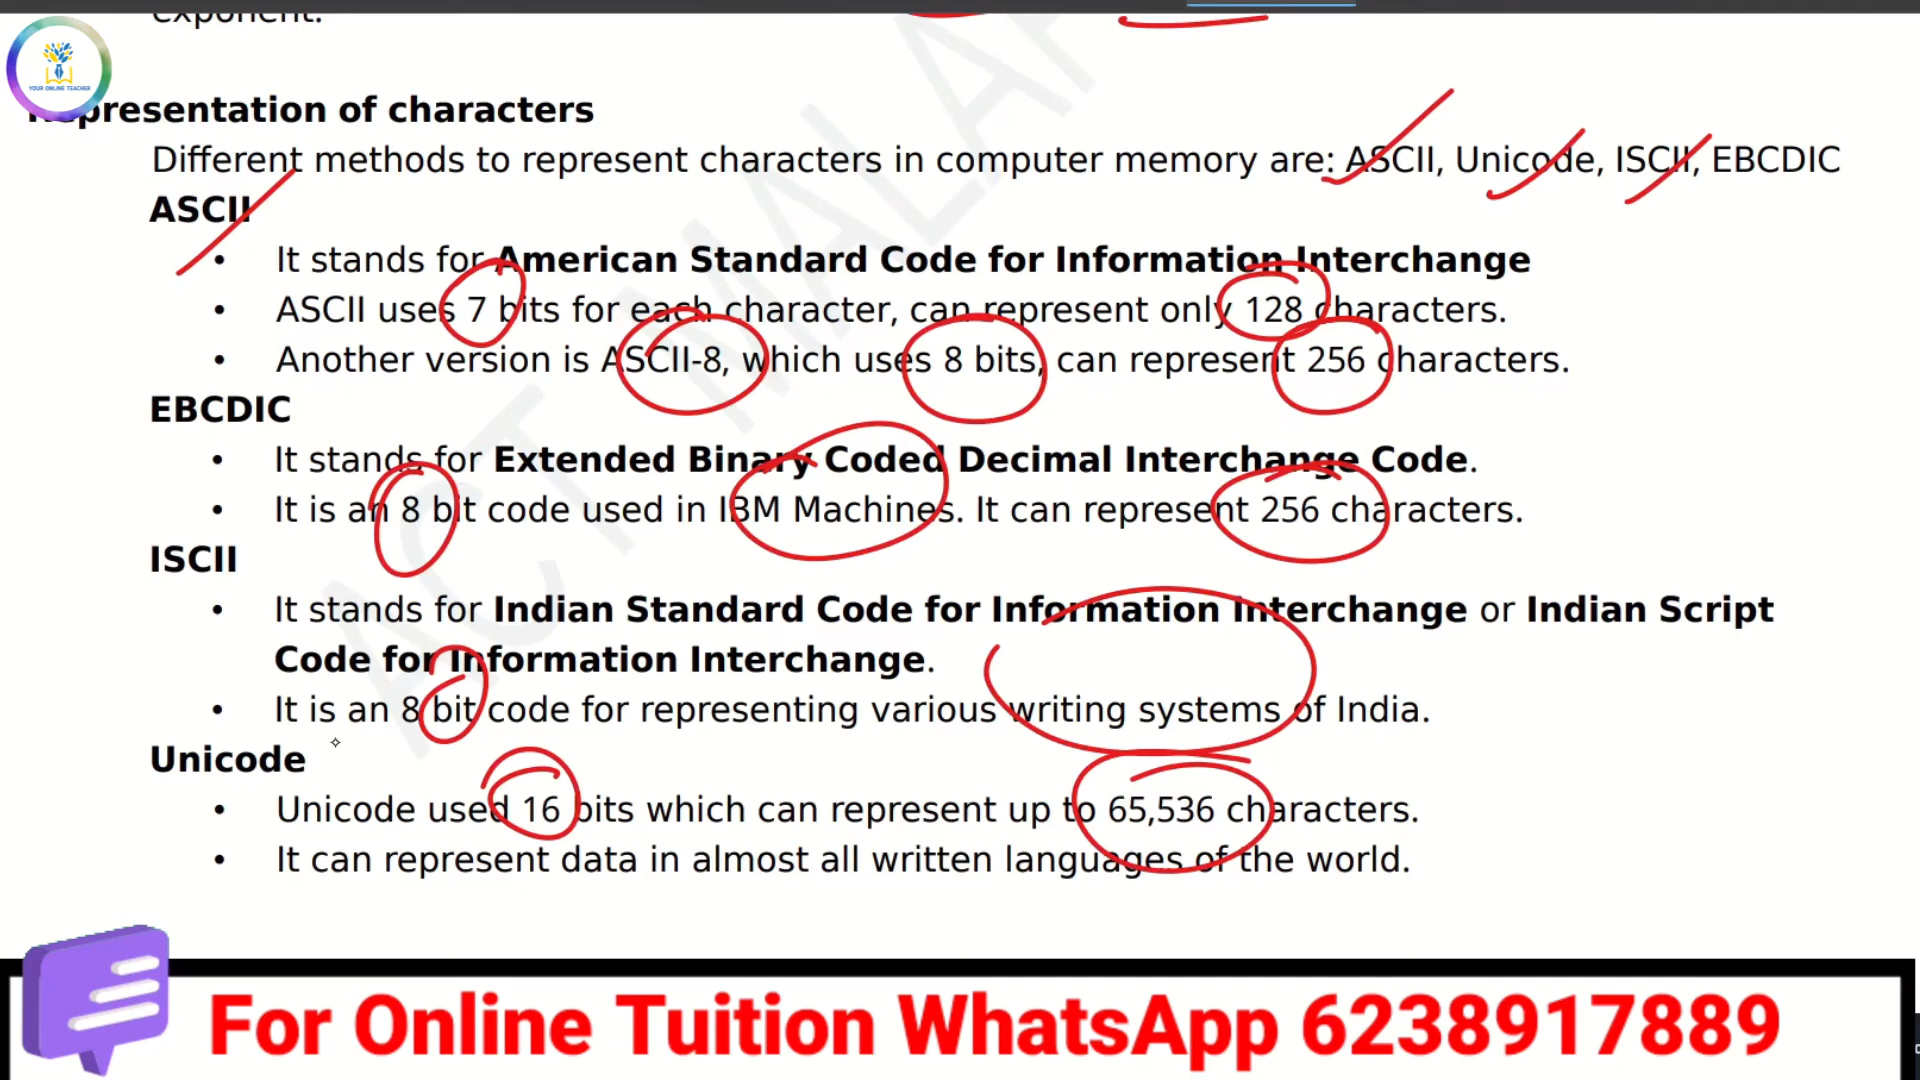 exponent.
YOUR ONLINE TEACHER
Representation of characters
Different methods to represent characters in computer memory are: ASCII, Unicode, ISCII, EBCDIC
ASCII
• It stands for American Standard Code for Information Interchange
• ASCII uses 7 bits for each character, can represent only 128 characters.
• Another version is ASCII-8, which uses 8 bits, can represent 256 characters.
EBCDIC
• It stands for Extended Binary Coded Decimal Interchange Code.
• It is an 8 bit code used in IBM Machines. It can represent 256 characters.
ISCII
• It stands for Indian Standard Code for Information Interchange or Indian Script
Code for Information Interchange.
• It is an 8 bit code for representing various writing systems of India.
Unicode
• Unicode used 16 bits which can represent up to 65,536 characters.
• It can represent data in almost all written languages of the world.
For Online Tuition WhatsApp 6238917889